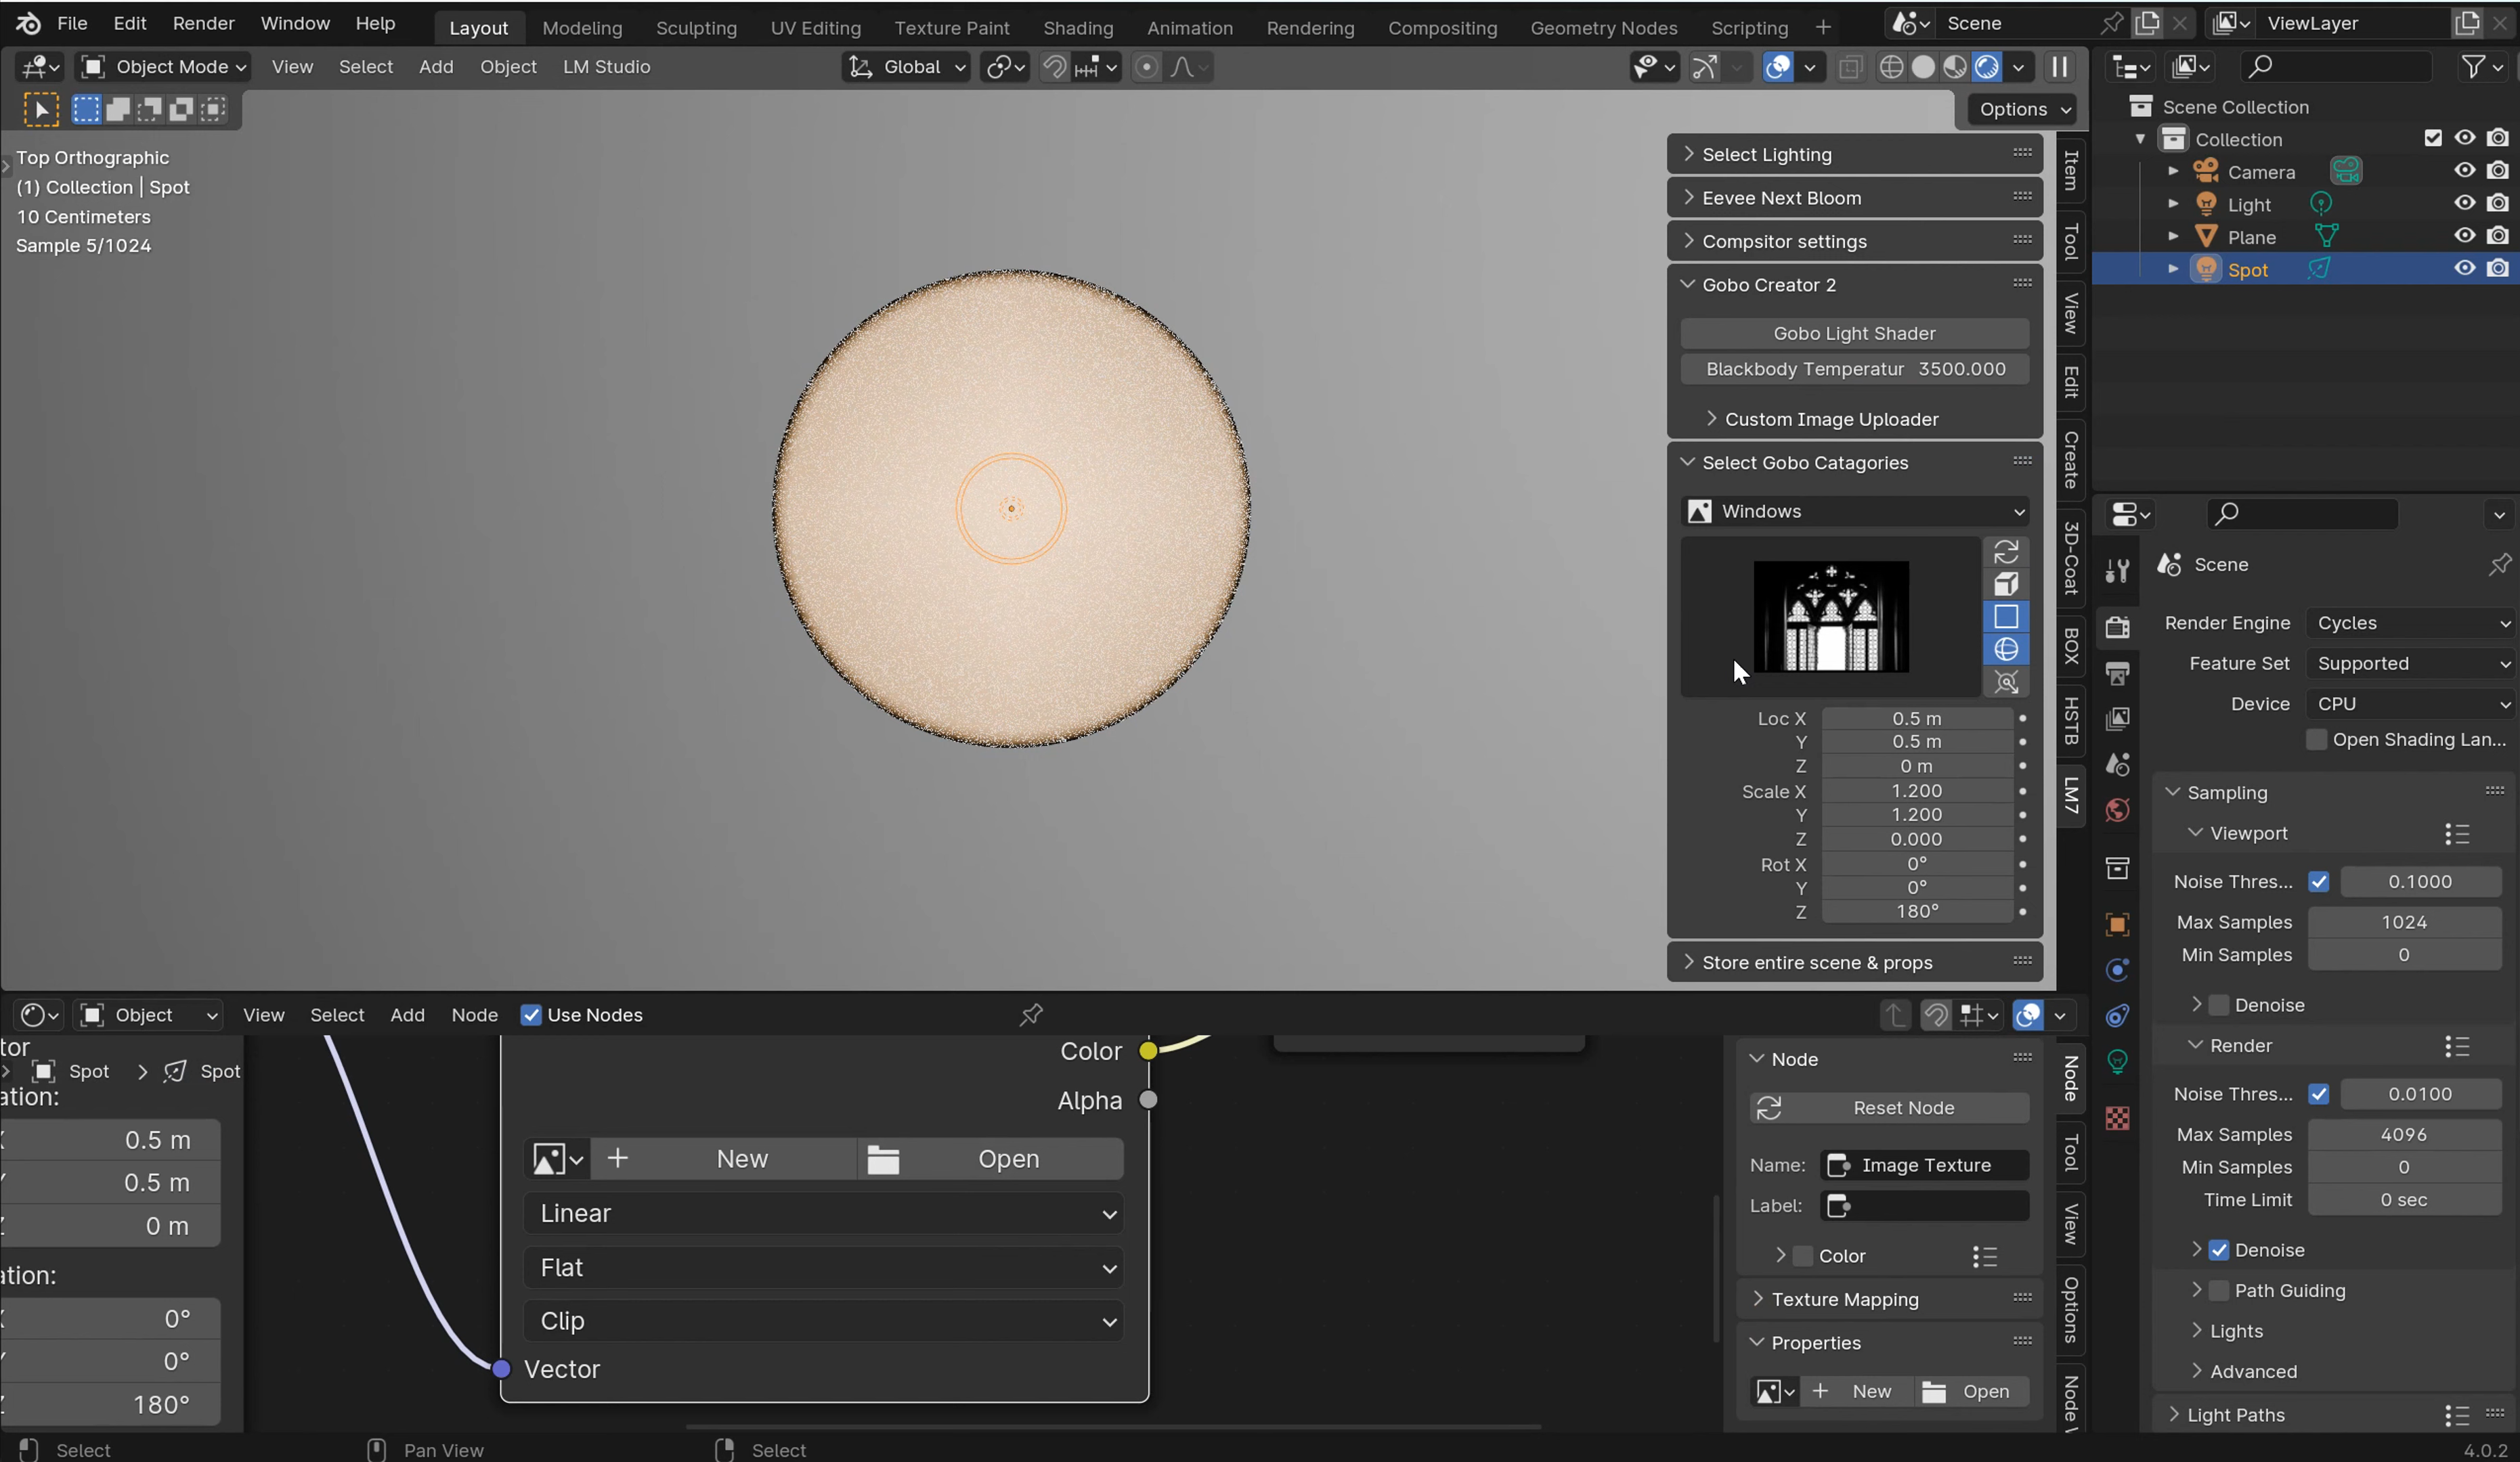 File Edit Render Window Help Layout Modeling Sculpting UV Editing Texture Paint Shading Animation Rendering Compositing Geometry Nodes Scripting + Scene ViewLayer
Object Mode View Select Add Object LM Studio Global
Options
Top Orthographic
(1) Collection | Spot
10 Centimeters
Sample 5/1024
Select Lighting
Eevee Next Bloom
Compsitor settings
Gobo Creator 2
Gobo Light Shader
Blackbody Temperatur 3500.000
Custom Image Uploader
Select Gobo Catagories
Windows
Loc X 0.5 m
Y 0.5 m
Z 0 m
Scale X 1.200
Y 1.200
Z 0.000
Rot X 0°
Y 0°
Z 180°
Store entire scene & props
Item
Tool
View
Edit
Create
3D-Coat
BOX
HSTB
LM7
Scene Collection
Collection
Camera
Light
Plane
Spot
Scene
Render Engine Cycles
Feature Set Supported
Device CPU
Open Shading Lan...
Sampling
Viewport
Noise Thres... 0.1000
Max Samples 1024
Min Samples 0
Denoise
Render
Noise Thres... 0.0100
Max Samples 4096
Min Samples 0
Time Limit 0 sec
Denoise
Path Guiding
Lights
Advanced
Light Paths
Object View Select Add Node Use Nodes
tor
Spot > Spot
ation:
0.5 m
0.5 m
0 m
ation:
0°
0°
180°
Color
Alpha
New Open
Linear
Flat
Clip
Vector
Node
Reset Node
Name: Image Texture
Label:
Color
Texture Mapping
Properties
New Open
Node
Tool
View
Options
Node
Select Pan View Select 4.0.2